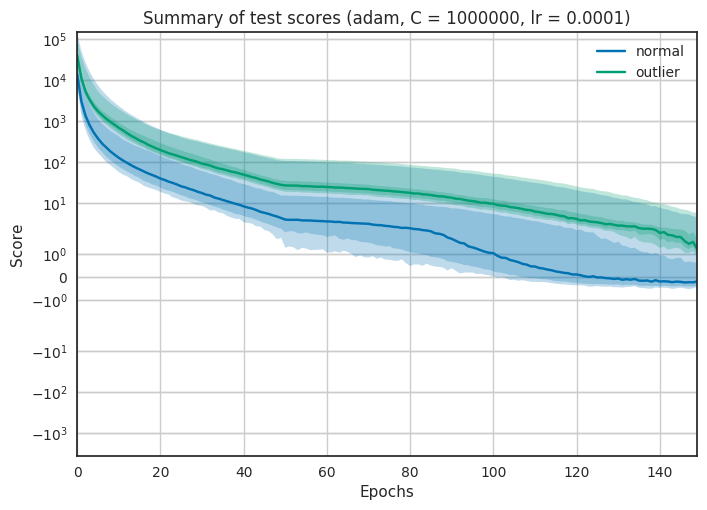 Summary of test scores (adam, C = 1000000, lr = 0.0001)
normal
outlier
Score
10⁵
10⁴
10³
10²
10¹
10⁰
0
−10⁰
−10¹
−10²
−10³
0 20 40 60 80 100 120 140
Epochs